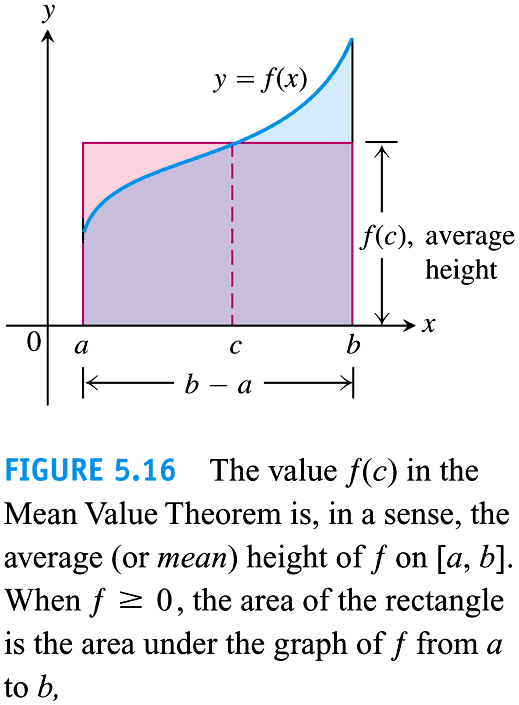 y
y = f(x)
f(c), average
height
0
a
c
b
x
b − a
FIGURE 5.16 The value f(c) in the
Mean Value Theorem is, in a sense, the
average (or mean) height of f on [a, b].
When f ≥ 0, the area of the rectangle
is the area under the graph of f from a
to b,